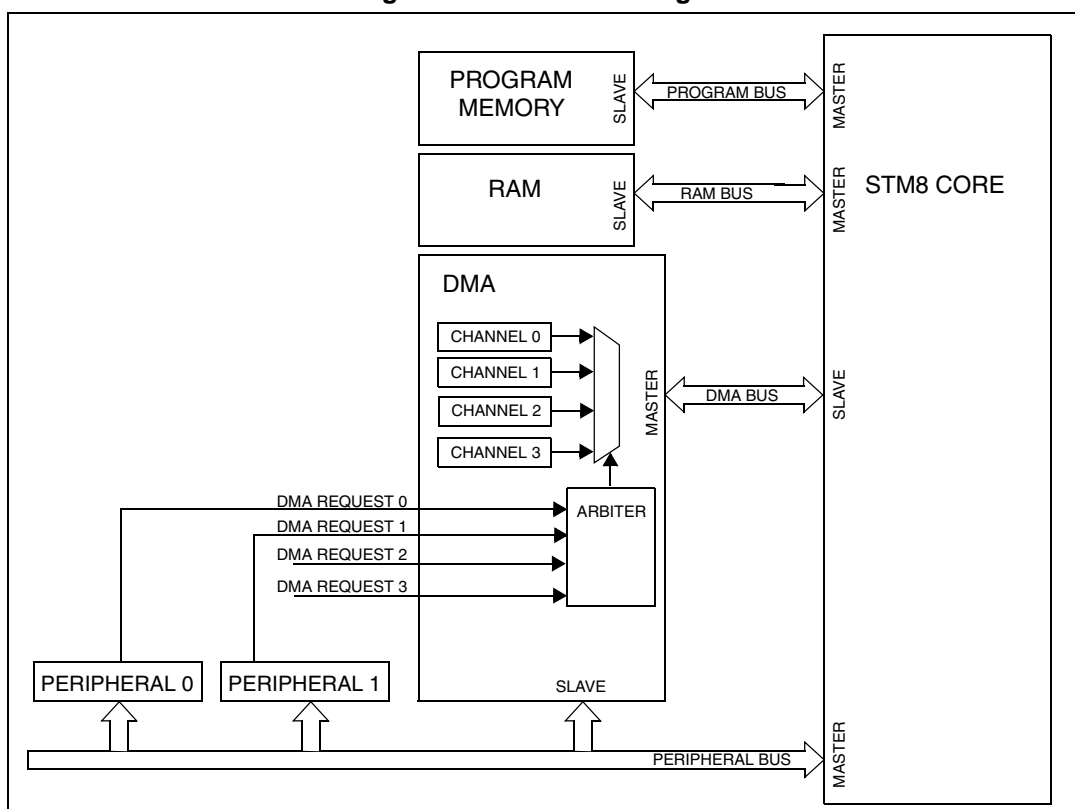 PROGRAM
MEMORY
SLAVE
PROGRAM BUS
MASTER
RAM
SLAVE
RAM BUS
MASTER
STM8 CORE
DMA
CHANNEL 0
CHANNEL 1
CHANNEL 2
CHANNEL 3
MASTER
DMA BUS
SLAVE
DMA REQUEST 0
DMA REQUEST 1
DMA REQUEST 2
DMA REQUEST 3
ARBITER
PERIPHERAL 0
PERIPHERAL 1
SLAVE
PERIPHERAL BUS
MASTER